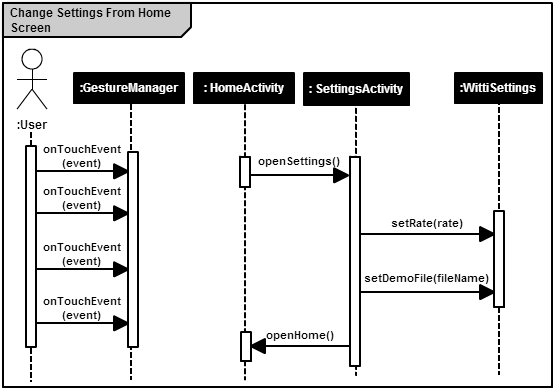 Change Settings From Home
Screen
:User
:GestureManager
: HomeActivity
: SettingsActivity
:WittiSettings
onTouchEvent
(event)
openSettings()
onTouchEvent
(event)
setRate(rate)
onTouchEvent
(event)
setDemoFile(fileName)
onTouchEvent
(event)
openHome()